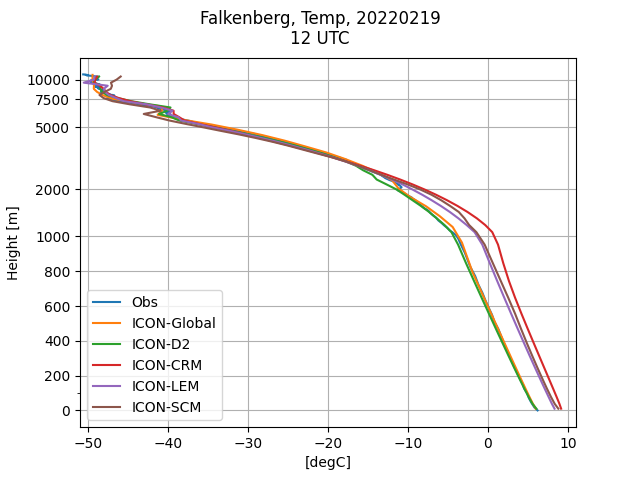 Falkenberg, Temp, 20220219
12 UTC
Height [m]
10000
7500
5000
2000
1000
800
600
400
200
0
Obs
ICON-Global
ICON-D2
ICON-CRM
ICON-LEM
ICON-SCM
−50 −40 −30 −20 −10 0 10
[degC]